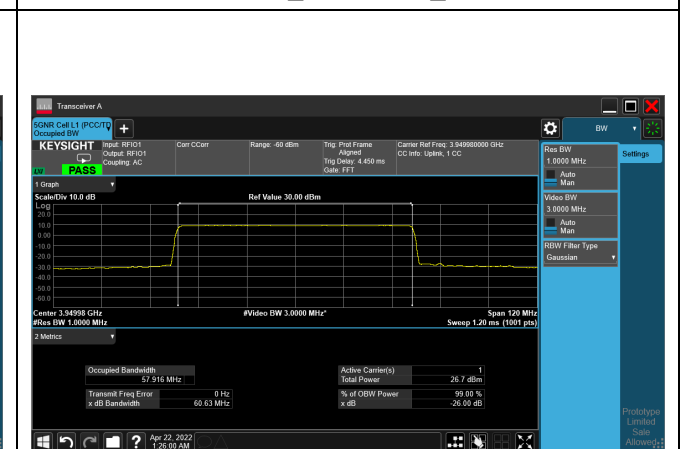 Transceiver A
5GNR Cell L1 (PCC/TD
Occupied BW
KEYSIGHT
PASS
Input: RFIO1
Output: RFIO1
Coupling: AC
Corr CCorr
Range: -60 dBm
Trig: Prot Frame
Aligned
Trig Delay: 4.450 ms
Gate: FFT
Carrier Ref Freq: 3.949980000 GHz
CC Info: Uplink, 1 CC
1 Graph
Scale/Div 10.0 dB
Ref Value 30.00 dBm
Log
20.0
10.0
0.00
-10.0
-20.0
-30.0
-40.0
-50.0
-60.0
Center 3.94998 GHz
#Video BW 3.0000 MHz*
Span 120 MHz
#Res BW 1.0000 MHz
Sweep 1.20 ms (1001 pts)
2 Metrics
Occupied Bandwidth
57.916 MHz
Transmit Freq Error 0 Hz
x dB Bandwidth 60.63 MHz
Active Carrier(s) 1
Total Power 26.7 dBm
% of OBW Power 99.00 %
x dB -26.00 dB
Apr 22, 2022
1:26:00 AM
BW
Settings
Res BW
1.0000 MHz
Auto
Man
Video BW
3.0000 MHz
Auto
Man
RBW Filter Type
Gaussian
Prototype
Limited
Sale
Allowed